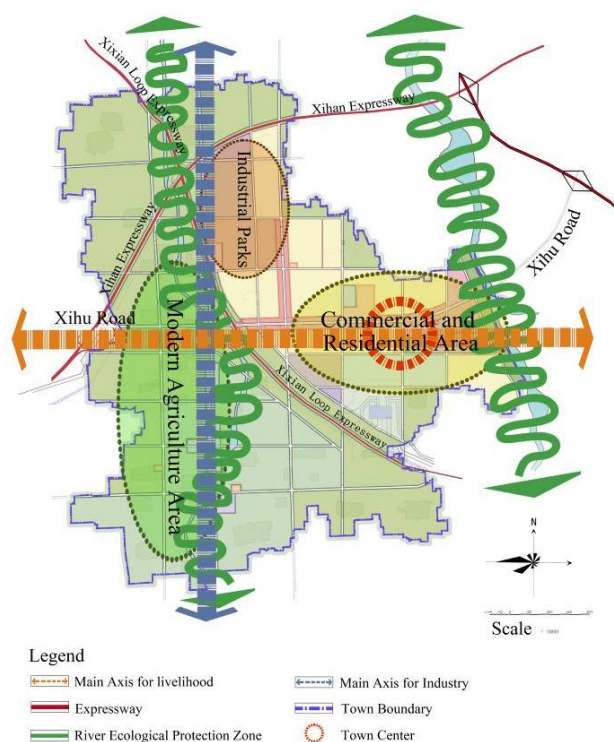 Xixian Loop Expressway
Xihan Expressway
Industrial Parks
Xihan Expressway
Xihu Road
Xihu Road
Commercial and
Residential Area
Modern Agriculture Area
Xixian Loop Expressway
N
Scale
Legend
Main Axis for livelihood
Main Axis for Industry
Expressway
Town Boundary
River Ecological Protection Zone
Town Center